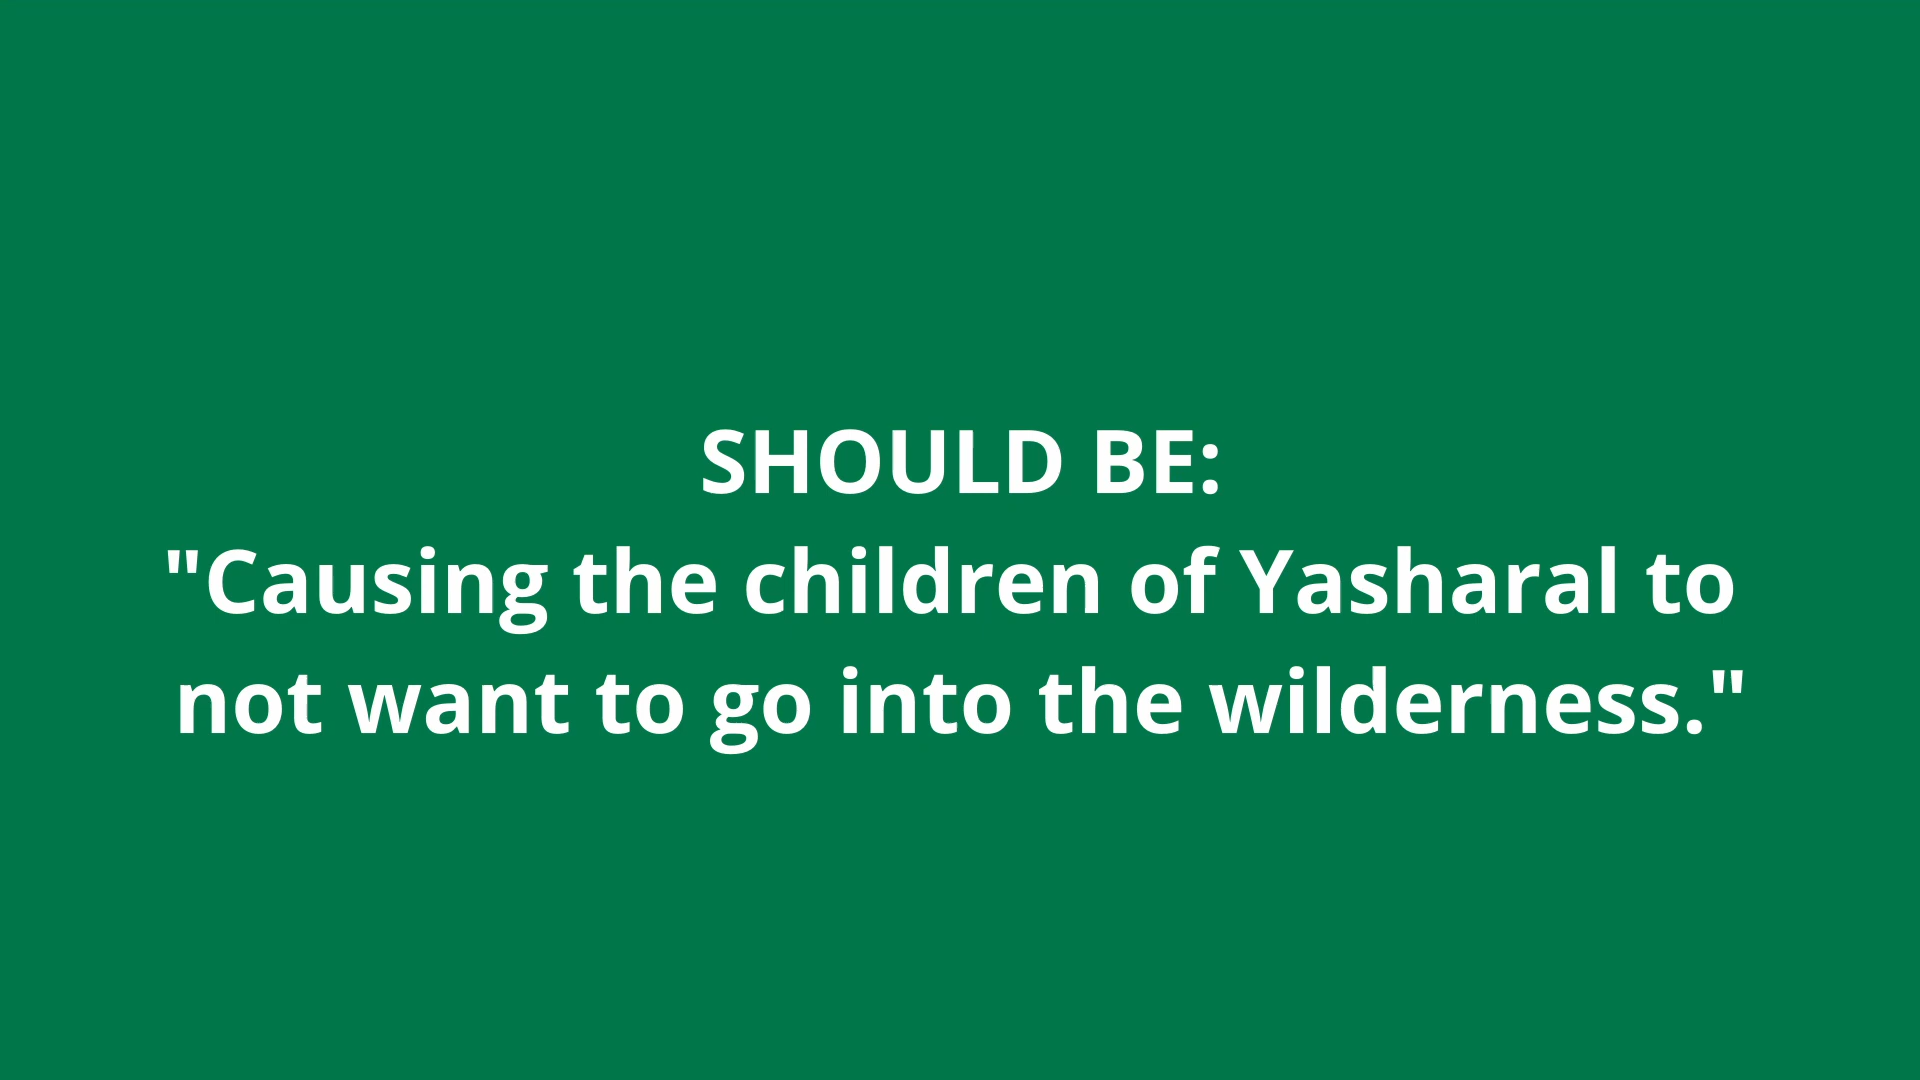 SHOULD BE:
"Causing the children of Yasharal to
not want to go into the wilderness."